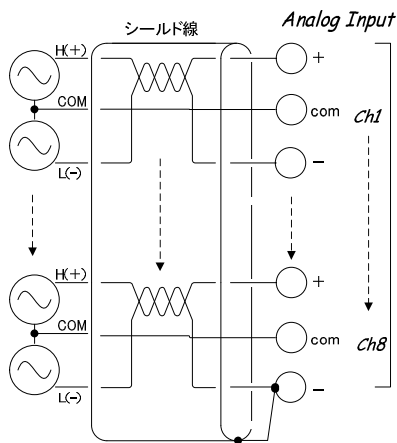 シールド線
Analog Input
H(+)
+
COM
com
Ch1
L(-)
−
H(+)
+
COM
com
Ch8
L(-)
−